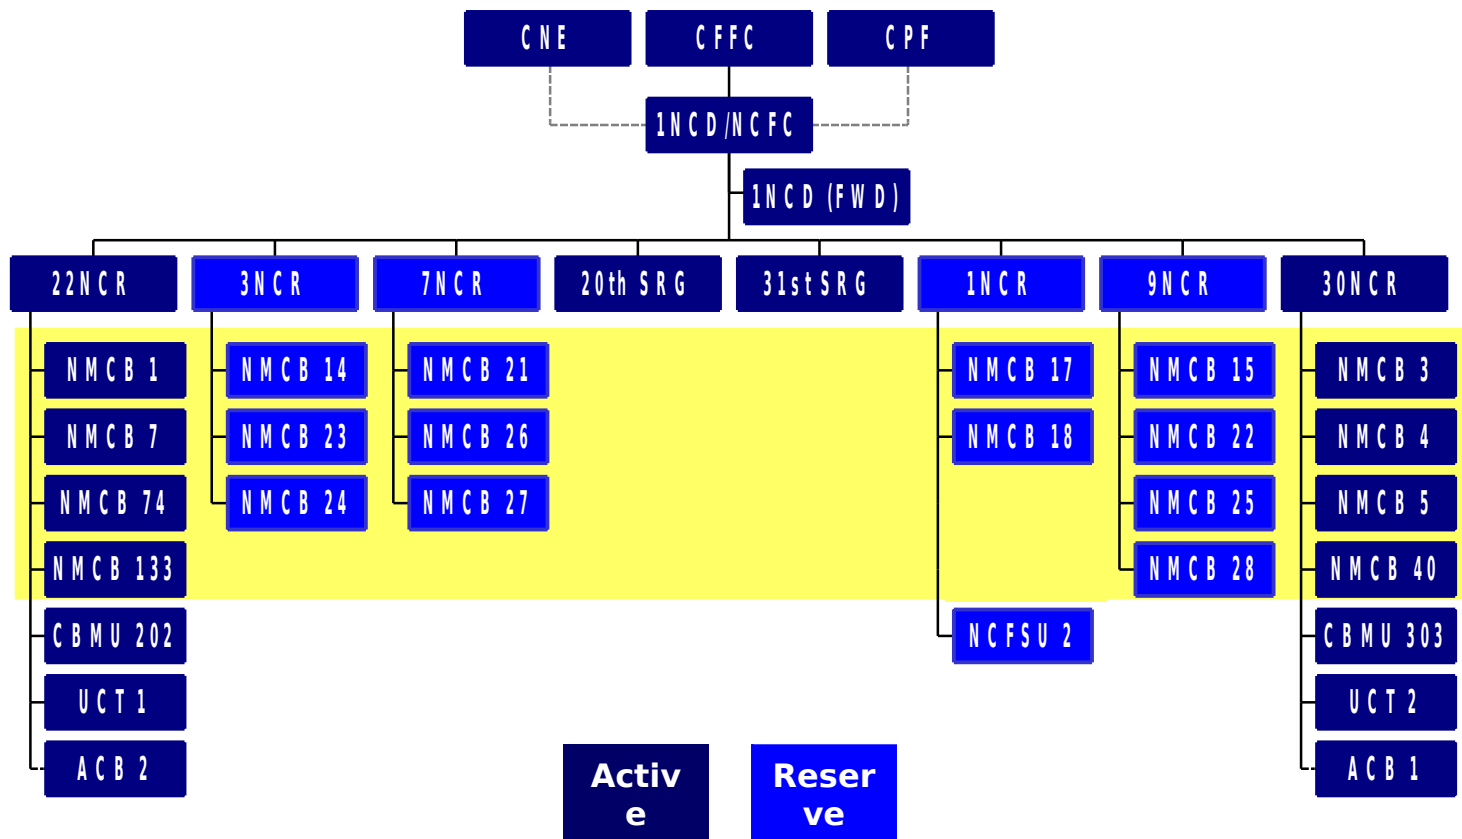 CNE
CFFC
CPF
1NCD/NCFC
1NCD (FWD)
22NCR
3NCR
7NCR
20th SRG
31st SRG
1NCR
9NCR
30NCR
NMCB 1
NMCB 14
NMCB 21
NMCB 17
NMCB 15
NMCB 3
NMCB 7
NMCB 23
NMCB 26
NMCB 18
NMCB 22
NMCB 4
NMCB 74
NMCB 24
NMCB 27
NMCB 25
NMCB 5
NMCB 133
NMCB 28
NMCB 40
CBMU 202
NCFSU 2
CBMU 303
UCT 1
UCT 2
ACB 2
ACB 1
Activ
e
Reser
ve